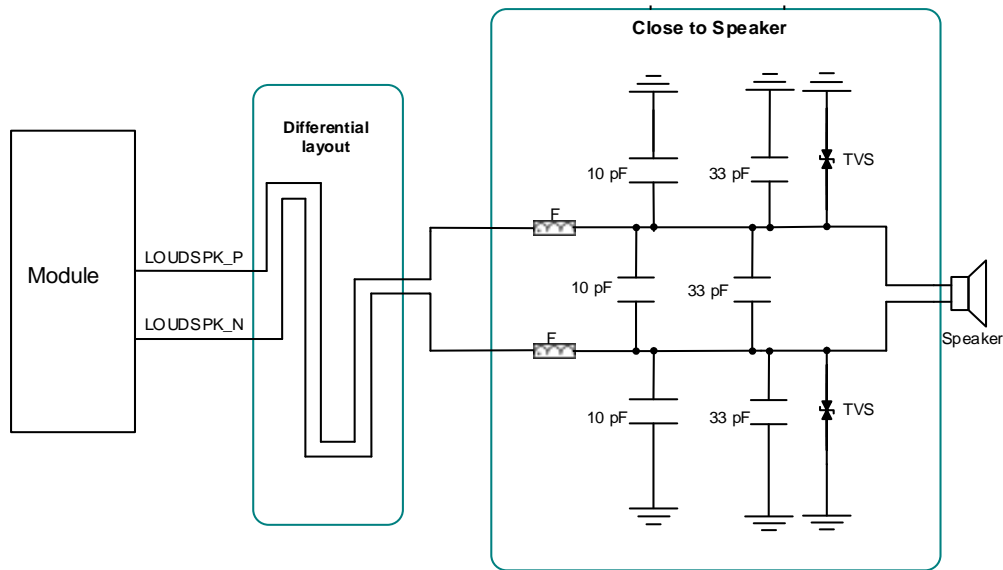 Close to Speaker
Differential
layout
10 pF
33 pF
TVS
F
LOUDSPK_P
Module
10 pF
33 pF
LOUDSPK_N
F
Speaker
10 pF
33 pF
TVS